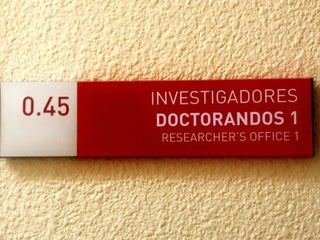 0.45
INVESTIGADORES
DOCTORANDOS 1
RESEARCHER'S OFFICE 1